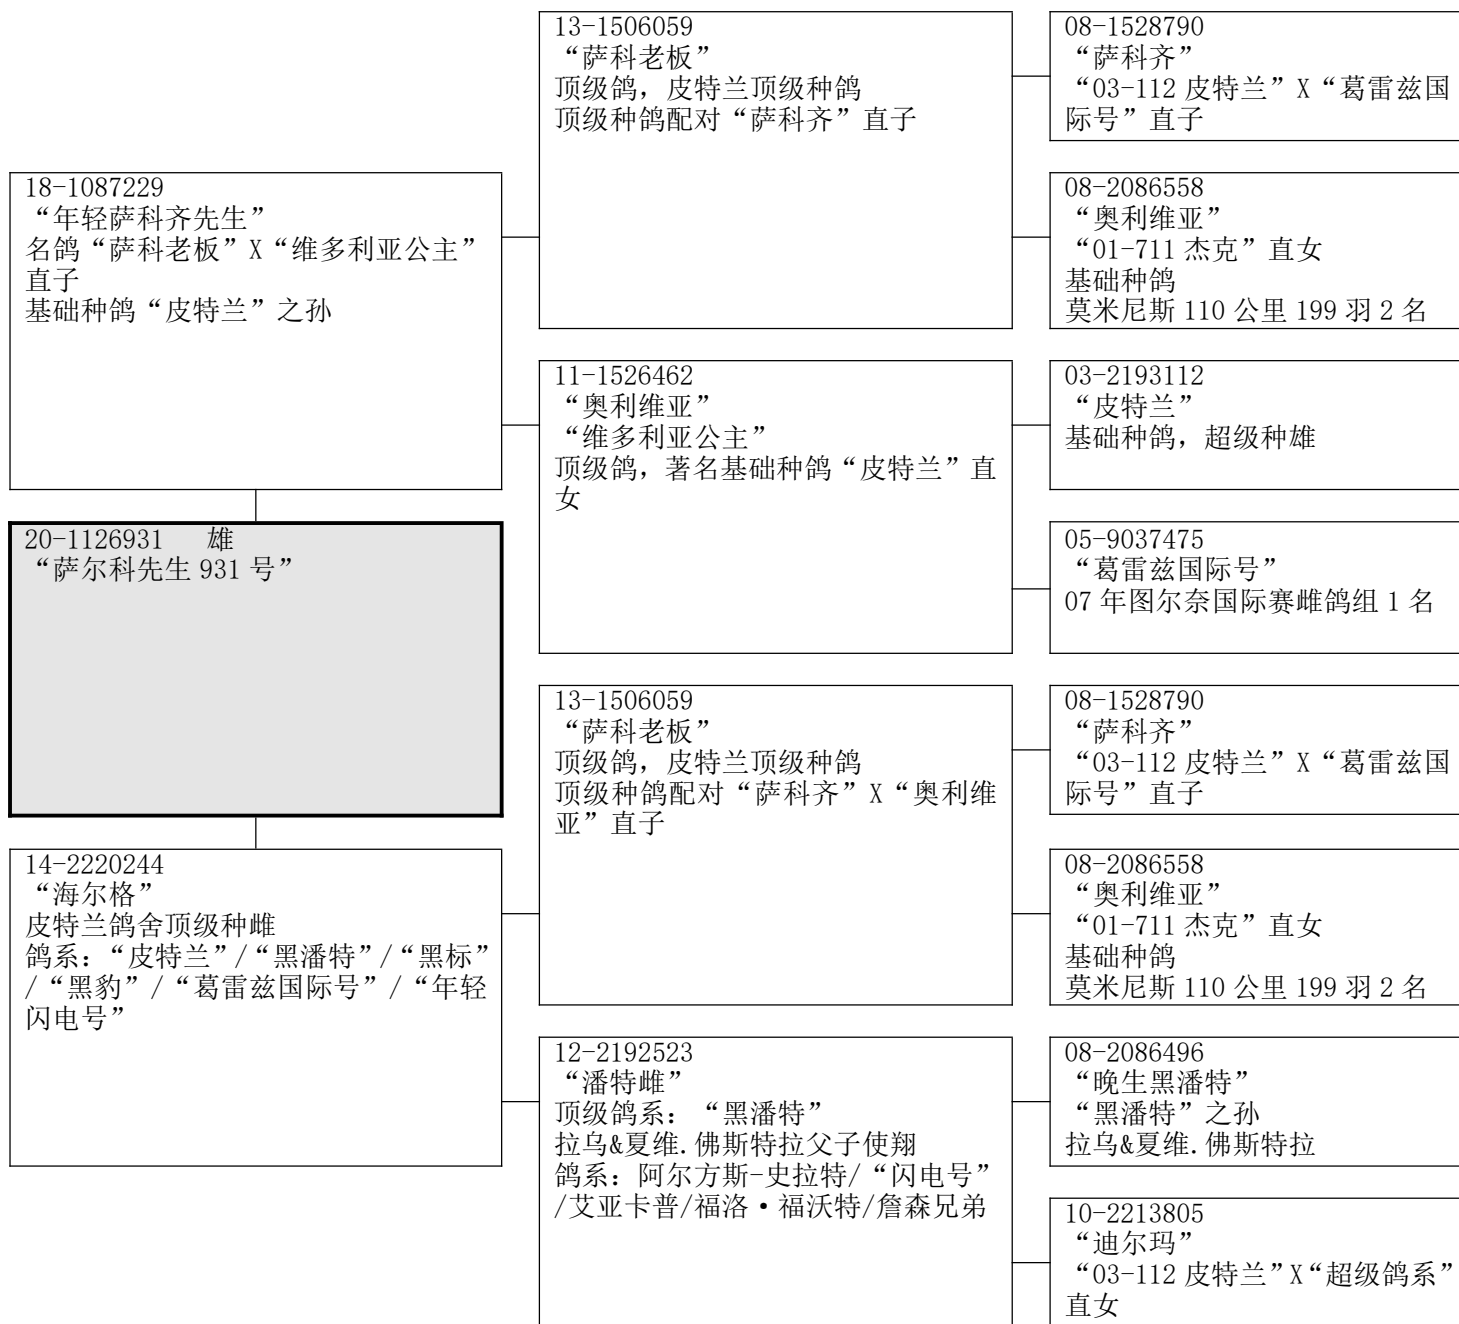 18-1087229
“年轻萨科齐先生”
名鸽“萨科老板”X“维多利亚公主”
直子
基础种鸽“皮特兰”之孙
20-1126931 雄
“萨尔科先生 931 号”
14-2220244
“海尔格”
皮特兰鸽舍顶级种雌
鸽系：“皮特兰”/“黑潘特”/“黑标”
/“黑豹”/“葛雷兹国际号”/“年轻
闪电号”
13-1506059
“萨科老板”
顶级鸽，皮特兰顶级种鸽
顶级种鸽配对“萨科齐”直子
11-1526462
“奥利维亚”
“维多利亚公主”
顶级鸽，著名基础种鸽“皮特兰”直
女
13-1506059
“萨科老板”
顶级鸽，皮特兰顶级种鸽
顶级种鸽配对“萨科齐”X“奥利维
亚”直子
12-2192523
“潘特雌”
顶级鸽系：“黑潘特”
拉乌&夏维.佛斯特拉父子使翔
鸽系：阿尔方斯-史拉特/“闪电号”
/艾亚卡普/福洛·福沃特/詹森兄弟
08-1528790
“萨科齐”
“03-112 皮特兰”X“葛雷兹国
际号”直子
08-2086558
“奥利维亚”
“01-711 杰克”直女
基础种鸽
莫米尼斯 110 公里 199 羽 2 名
03-2193112
“皮特兰”
基础种鸽，超级种雄
05-9037475
“葛雷兹国际号”
07 年图尔奈国际赛雌鸽组 1 名
08-1528790
“萨科齐”
“03-112 皮特兰”X“葛雷兹国
际号”直子
08-2086558
“奥利维亚”
“01-711 杰克”直女
基础种鸽
莫米尼斯 110 公里 199 羽 2 名
08-2086496
“晚生黑潘特”
“黑潘特”之孙
拉乌&夏维.佛斯特拉
10-2213805
“迪尔玛”
“03-112 皮特兰”X“超级鸽系”
直女